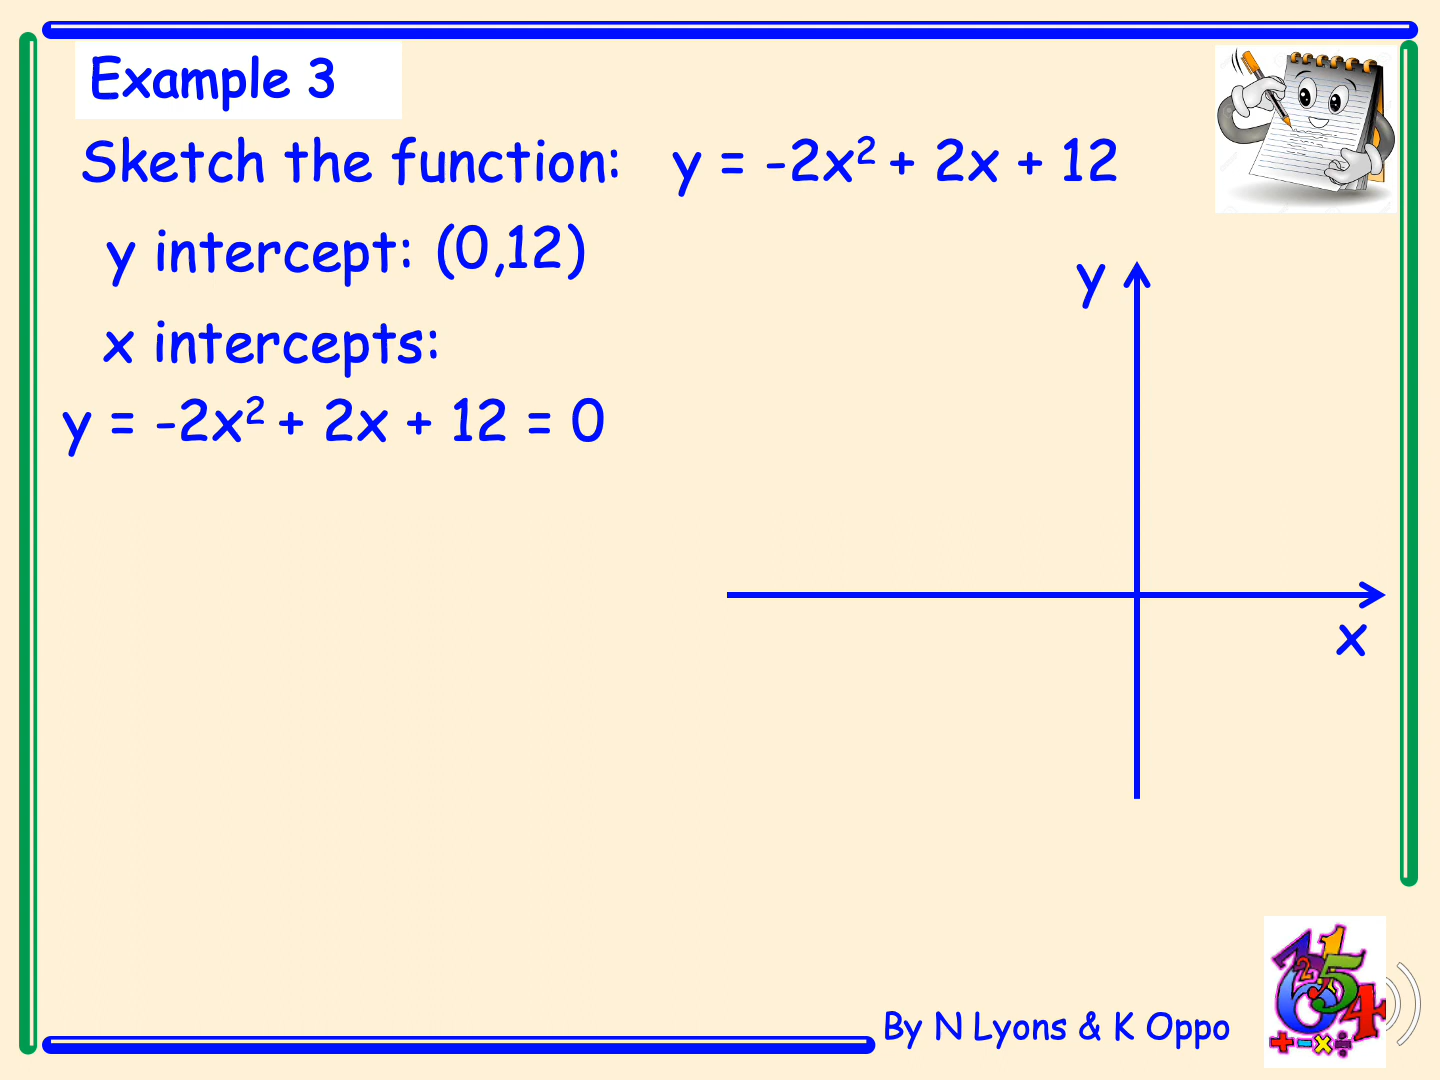 Example 3
Sketch the function: y = -2x² + 2x + 12
y intercept: (0,12)
x intercepts:
y = -2x² + 2x + 12 = 0
y
x
By N Lyons & K Oppo